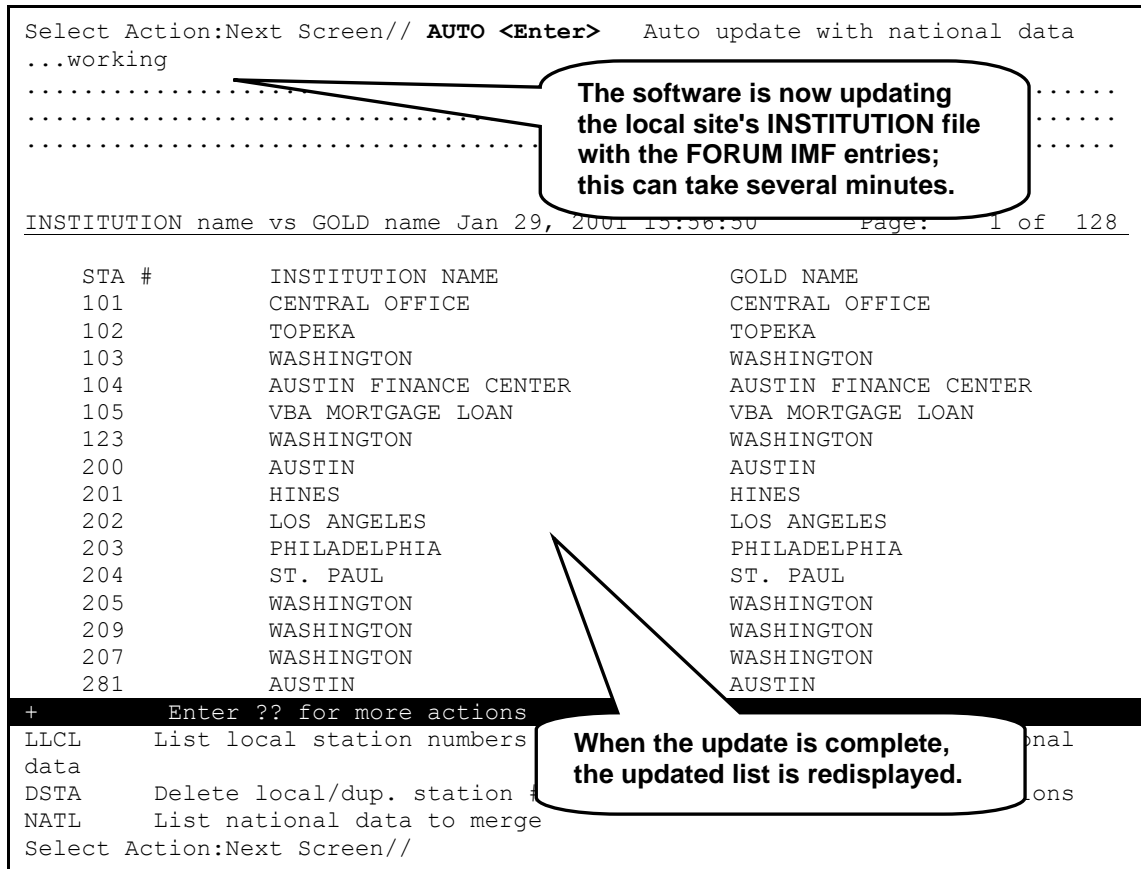 Select Action:Next Screen// AUTO <Enter>   Auto update with national data
...working
The software is now updating
the local site's INSTITUTION file
with the FORUM IMF entries;
this can take several minutes.
INSTITUTION name vs GOLD name Jan 29, 2001 15:56:50   Page:   1 of 128
STA #   INSTITUTION NAME   GOLD NAME
101   CENTRAL OFFICE   CENTRAL OFFICE
102   TOPEKA   TOPEKA
103   WASHINGTON   WASHINGTON
104   AUSTIN FINANCE CENTER   AUSTIN FINANCE CENTER
105   VBA MORTGAGE LOAN   VBA MORTGAGE LOAN
123   WASHINGTON   WASHINGTON
200   AUSTIN   AUSTIN
201   HINES   HINES
202   LOS ANGELES   LOS ANGELES
203   PHILADELPHIA   PHILADELPHIA
204   ST. PAUL   ST. PAUL
205   WASHINGTON   WASHINGTON
209   WASHINGTON   WASHINGTON
207   WASHINGTON   WASHINGTON
281   AUSTIN   AUSTIN
+   Enter ?? for more actions
LLCL   List local station numbers
data
DSTA   Delete local/dup. station
NATL   List national data to merge
Select Action:Next Screen//
When the update is complete,
the updated list is redisplayed.